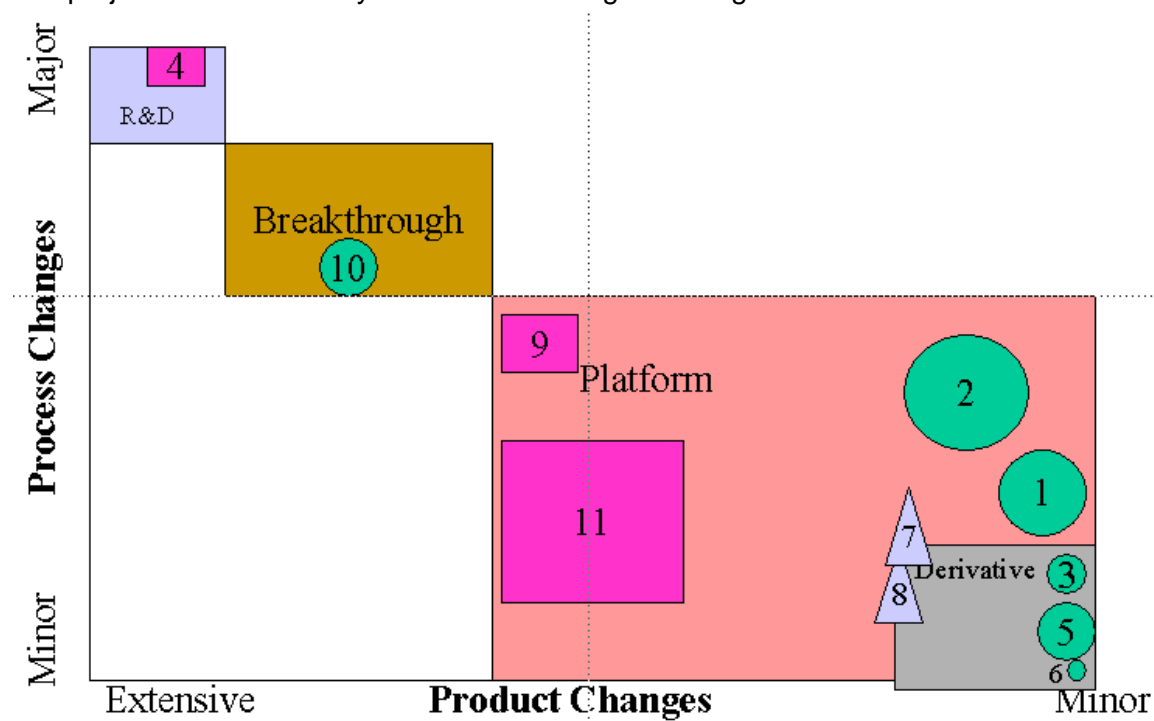 Major
4
R&D
Breakthrough
10
Process Changes
9
Platform
2
1
11
7
Derivative
3
8
5
6
Minor
Extensive
Product Changes
Minor